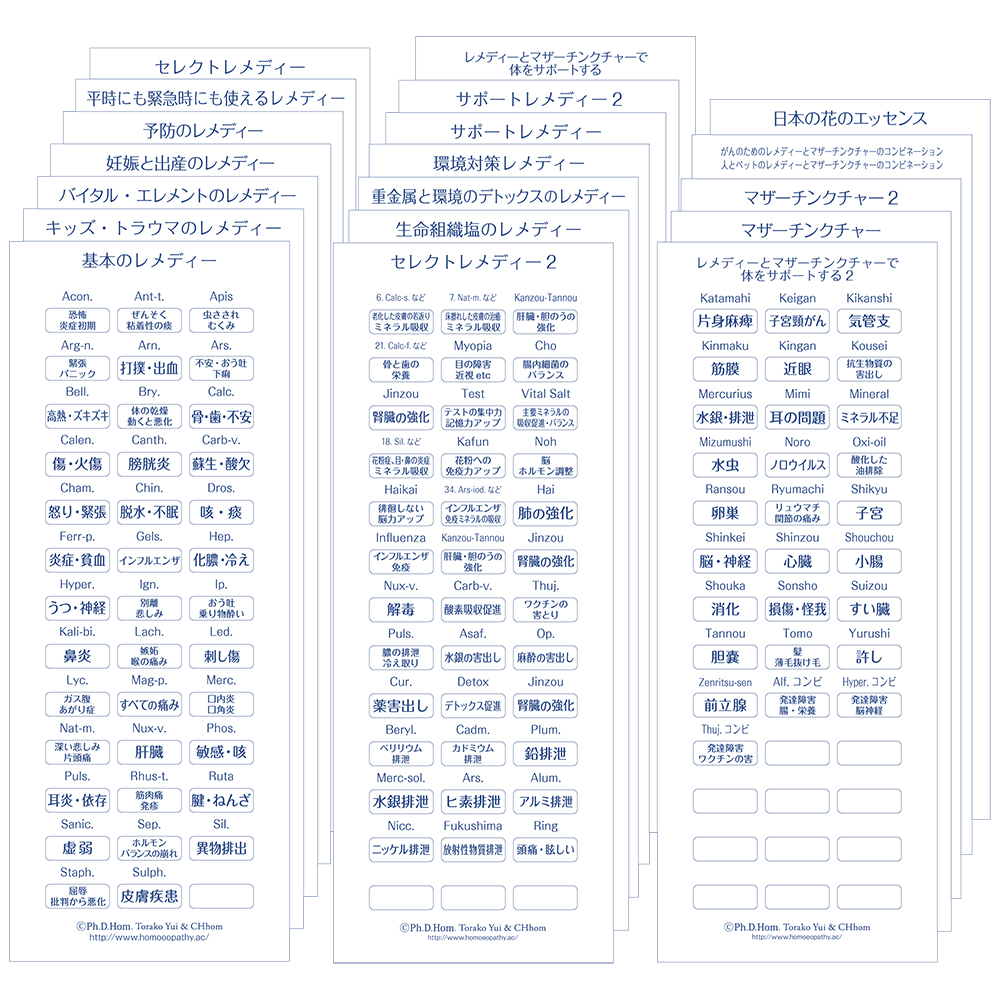 セレクトレメディー
平時にも緊急時にも使えるレメディー
予防のレメディー
妊娠と出産のレメディー
バイタル・エレメントのレメディー
キッズ・トラウマのレメディー
基本のレメディー
Acon. Ant-t. Apis
恐怖 ぜんそく 虫さされ
炎症初期 粘着性の痰 むくみ
Arg-n. Arn. Ars.
緊張 打撲・出血 不安・おう吐
パニック 下痢
Bell. Bry. Calc.
高熱・ズキズキ 体の乾燥 骨・歯・不安
動くと悪化
Calen. Canth. Carb-v.
傷・火傷 膀胱炎 蘇生・酸欠
Cham. Chin. Dros.
怒り・緊張 脱水・不眠 咳・痰
Ferr-p. Gels. Hep.
炎症・貧血 インフルエンザ 化膿・冷え
Hyper. Ign. Ip.
うつ・神経 別離 おう吐
悲しみ 乗り物酔い
Kali-bi. Lach. Led.
鼻炎 嫉妬 刺し傷
喉の痛み
Lyc. Mag-p. Merc.
ガス腹 すべての痛み 口内炎
あがり症 口角炎
Nat-m. Nux-v. Phos.
深い悲しみ 肝臓 敏感・咳
片頭痛
Puls. Rhus-t. Ruta
耳炎・依存 筋肉痛 腱・ねんざ
発疹
Sanic. Sep. Sil.
虚弱 ホルモン 異物排出
バランスの崩れ
Staph. Sulph.
屈辱 皮膚疾患
批判から悪化
©Ph.D.Hom. Torako Yui & CHhom
http://www.homoeopathy.ac/
レメディーとマザーチンクチャーで
体をサポートする
サポートレメディー2
サポートレメディー
環境対策レメディー
重金属と環境のデトックスのレメディー
生命組織塩のレメディー
セレクトレメディー2
6. Calc-s. など 7. Nat-m. など Kanzou-Tannou
老化した皮膚の若返り 床擦れした皮膚の治癒 肝臓・胆のうの
ミネラル吸収 ミネラル吸収 強化
21. Calc-f. など Myopia Cho
骨と歯の 目の障害 腸内細菌の
栄養 近視 etc バランス
Jinzou Test Vital Salt
腎臓の強化 テストの集中力 主要ミネラルの
記憶力アップ 吸収促進・バランス
18. Sil. など Kafun Noh
花粉症、目・鼻の炎症 花粉への 脳
ミネラル吸収 免疫力アップ ホルモン調整
Haikai 34. Ars-iod. など Hai
徘徊しない インフルエンザ 肺の強化
脳力アップ 免疫ミネラルの吸収
Influenza Kanzou-Tannou Jinzou
インフルエンザ 肝臓・胆のうの 腎臓の強化
免疫 強化
Nux-v. Carb-v. Thuj.
解毒 酸素吸収促進 ワクチンの
害とり
Puls. Asaf. Op.
膿の排泄 水銀の害出し 麻酔の害出し
冷え取り
Cur. Detox Jinzou
薬害出し デトックス促進 腎臓の強化
Beryl. Cadm. Plum.
ベリリウム カドミウム 鉛排泄
排泄 排泄
Merc-sol. Ars. Alum.
水銀排泄 ヒ素排泄 アルミ排泄
Nicc. Fukushima Ring
ニッケル排泄 放射性物質排泄 頭痛・眩しい
©Ph.D.Hom. Torako Yui & CHhom
http://www.homoeopathy.ac/
日本の花のエッセンス
がんのためのレメディーとマザーチンクチャーのコンビネーション
人とペットのレメディーとマザーチンクチャーのコンビネーション
マザーチンクチャー2
マザーチンクチャー
レメディーとマザーチンクチャーで
体をサポートする2
Katamahi Keigan Kikanshi
片身麻痺 子宮頸がん 気管支
Kinmaku Kingan Kousei
筋膜 近眼 抗生物質の
害出し
Mercurius Mimi Mineral
水銀・排泄 耳の問題 ミネラル不足
Mizumushi Noro Oxi-oil
水虫 ノロウイルス 酸化した
油排除
Ransou Ryumachi Shikyu
卵巣 リュウマチ 子宮
関節の痛み
Shinkei Shinzou Shouchou
脳・神経 心臓 小腸
Shouka Sonsho Suizou
消化 損傷・怪我 すい臓
Tannou Tomo Yurushi
胆嚢 髪 許し
薄毛抜け毛
Zenritsu-sen Alf. コンビ Hyper. コンビ
前立腺 発達障害 発達障害
腸・栄養 脳神経
Thuj. コンビ
発達障害
ワクチンの害
©Ph.D.Hom. Torako Yui & CHhom
http://www.homoeopathy.ac/